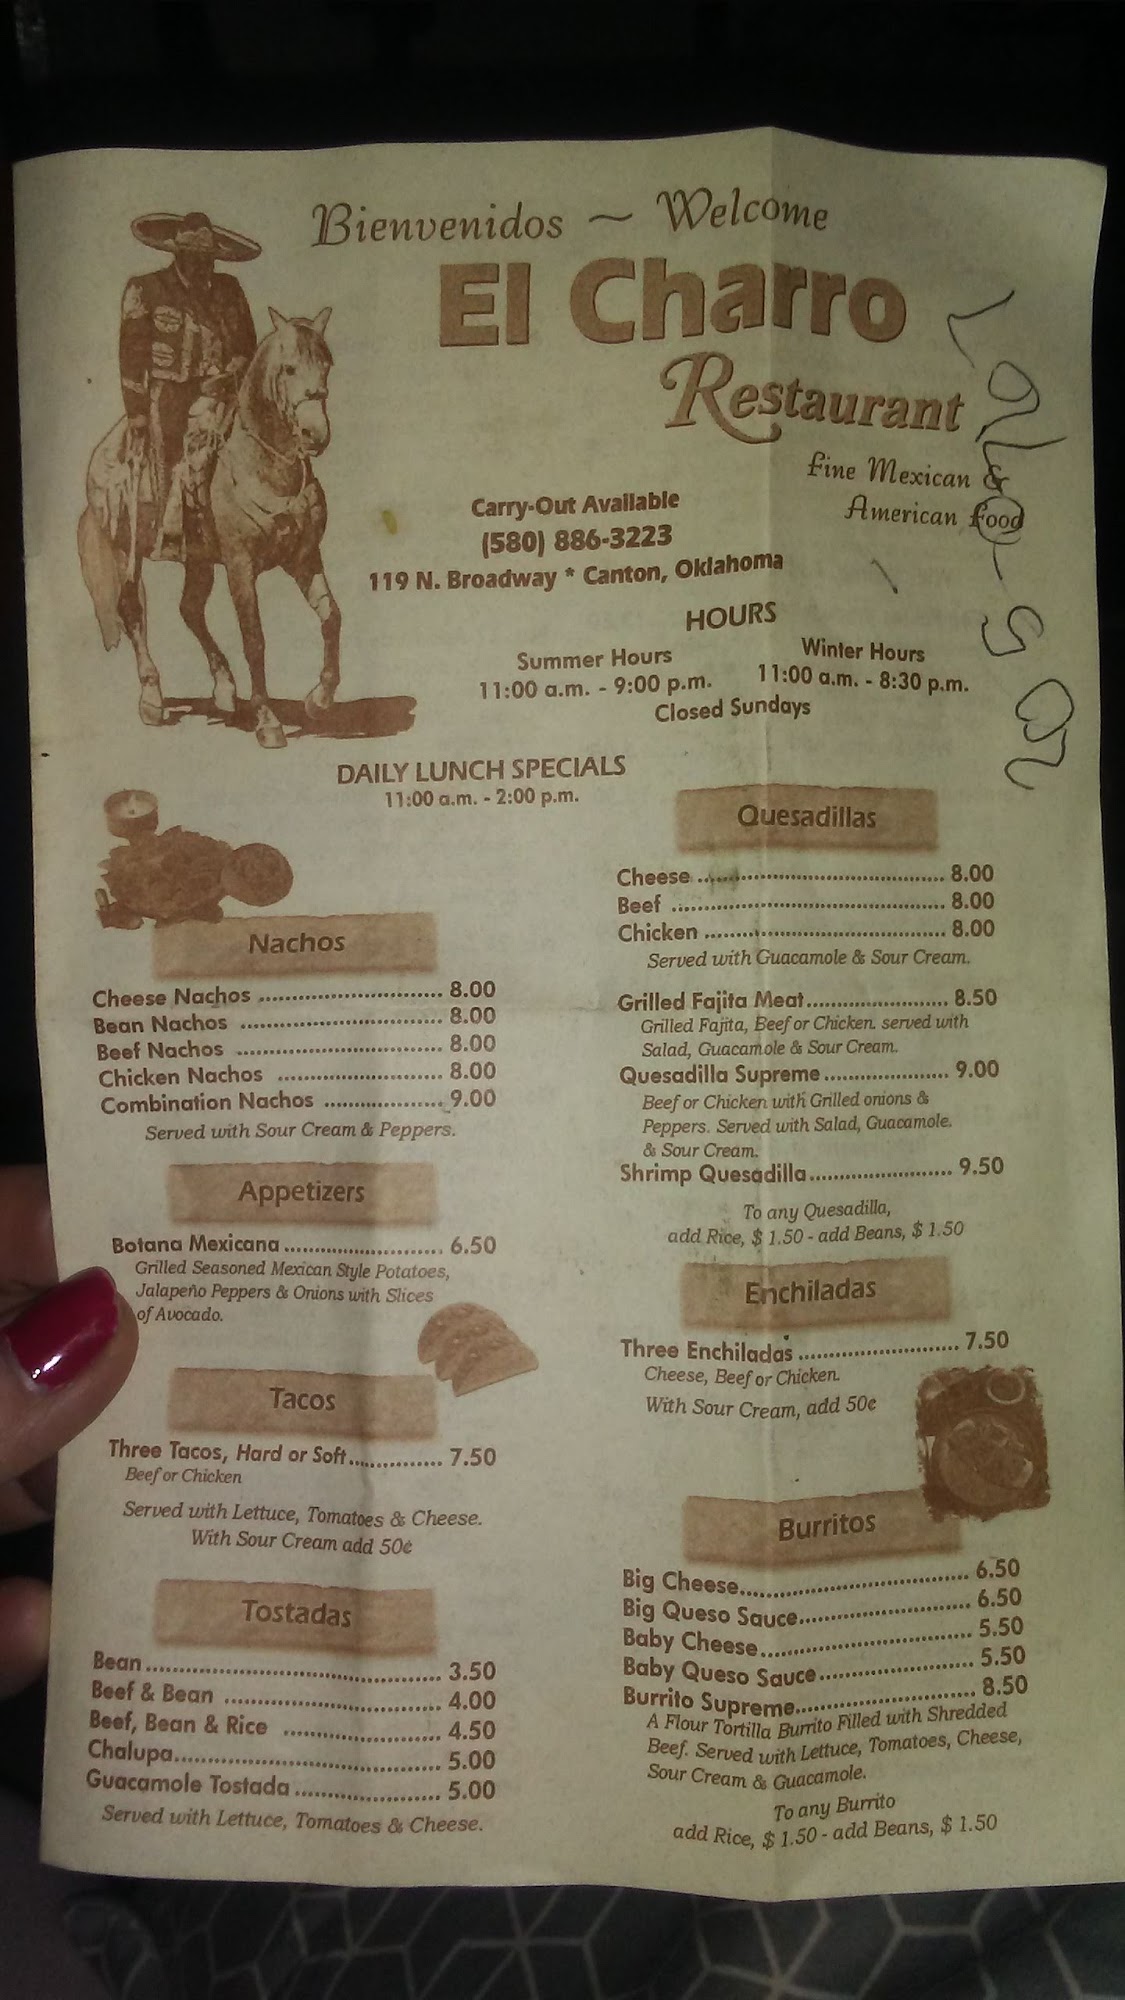 Bienvenidos ~ Welcome
El Charro
Restaurant
Fine Mexican &
American Food
Carry-Out Available
(580) 886-3223
119 N. Broadway * Canton, Oklahoma
HOURS
Summer Hours
11:00 a.m. - 9:00 p.m.
Winter Hours
11:00 a.m. - 8:30 p.m.
Closed Sundays
DAILY LUNCH SPECIALS
11:00 a.m. - 2:00 p.m.
Nachos
Cheese Nachos ........ 8.00
Bean Nachos ........ 8.00
Beef Nachos ........ 8.00
Chicken Nachos ........ 8.00
Combination Nachos ........ 9.00
Served with Sour Cream & Peppers.
Appetizers
Botana Mexicana ........ 6.50
Grilled Seasoned Mexican Style Potatoes,
Jalapeño Peppers & Onions with Slices
of Avocado.
Tacos
Three Tacos, Hard or Soft ........ 7.50
Beef or Chicken
Served with Lettuce, Tomatoes & Cheese.
With Sour Cream add 50¢
Tostadas
Bean ........ 3.50
Beef & Bean ........ 4.00
Beef, Bean & Rice ........ 4.50
Chalupa ........ 5.00
Guacamole Tostada ........ 5.00
Served with Lettuce, Tomatoes & Cheese.
Quesadillas
Cheese ........ 8.00
Beef ........ 8.00
Chicken ........ 8.00
Served with Guacamole & Sour Cream.
Grilled Fajita Meat ........ 8.50
Grilled Fajita, Beef or Chicken. served with
Salad, Guacamole & Sour Cream.
Quesadilla Supreme ........ 9.00
Beef or Chicken with Grilled onions &
Peppers. Served with Salad, Guacamole.
& Sour Cream.
Shrimp Quesadilla ........ 9.50
To any Quesadilla,
add Rice, $ 1.50 - add Beans, $ 1.50
Enchiladas
Three Enchiladas ........ 7.50
Cheese, Beef or Chicken.
With Sour Cream, add 50¢
Burritos
Big Cheese ........ 6.50
Big Queso Sauce ........ 6.50
Baby Cheese ........ 5.50
Baby Queso Sauce ........ 5.50
Burrito Supreme ........ 8.50
A Flour Tortilla Burrito Filled with Shredded
Beef. Served with Lettuce, Tomatoes, Cheese,
Sour Cream & Guacamole.
To any Burrito
add Rice, $ 1.50 - add Beans, $ 1.50